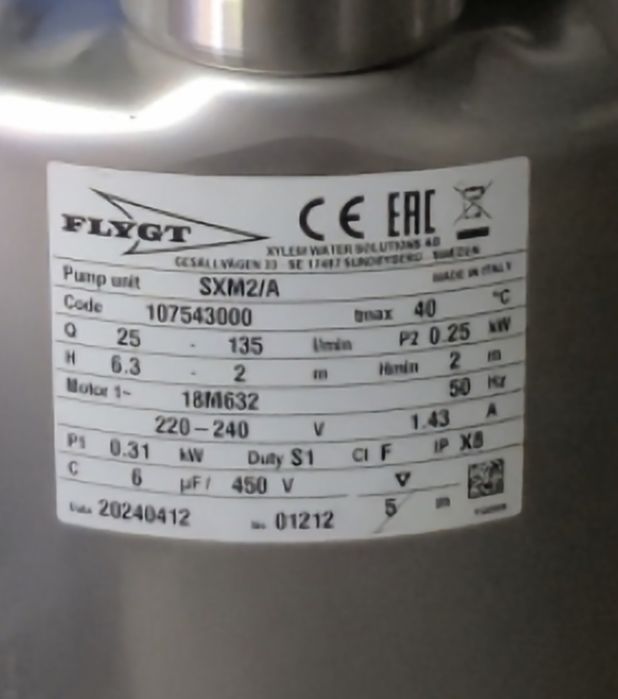 FLYGT
CE EAC
XYLEM WATER SOLUTIONS AB
GESÄLLVÄGEN 33 SE 17487 SUNDBYBERG SWEDEN
MADE IN ITALY
Pump unit SXM2/A
Code 107543000 tmax 40 °C
Q 25 - 135 l/min P2 0.25 kW
H 6.3 - 2 m Hmin 2 m
Motor 1~ 18M632 50 Hz
220-240 V 1.43 A
P1 0.31 kW Duty S1 Cl F IP X8
C 6 µF/ 450 V
Date 20240412 No. 01212 5 m